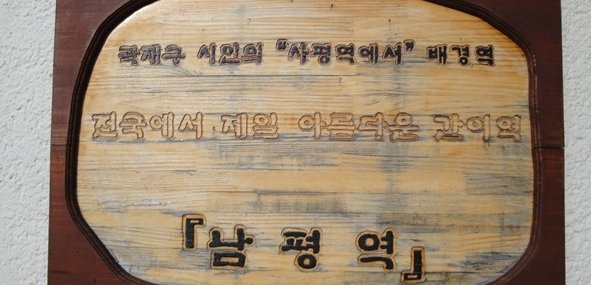 곽재구 시인의 "사평역에서" 배경역
전국에서 제일 아름다운 간이역
『남평역』